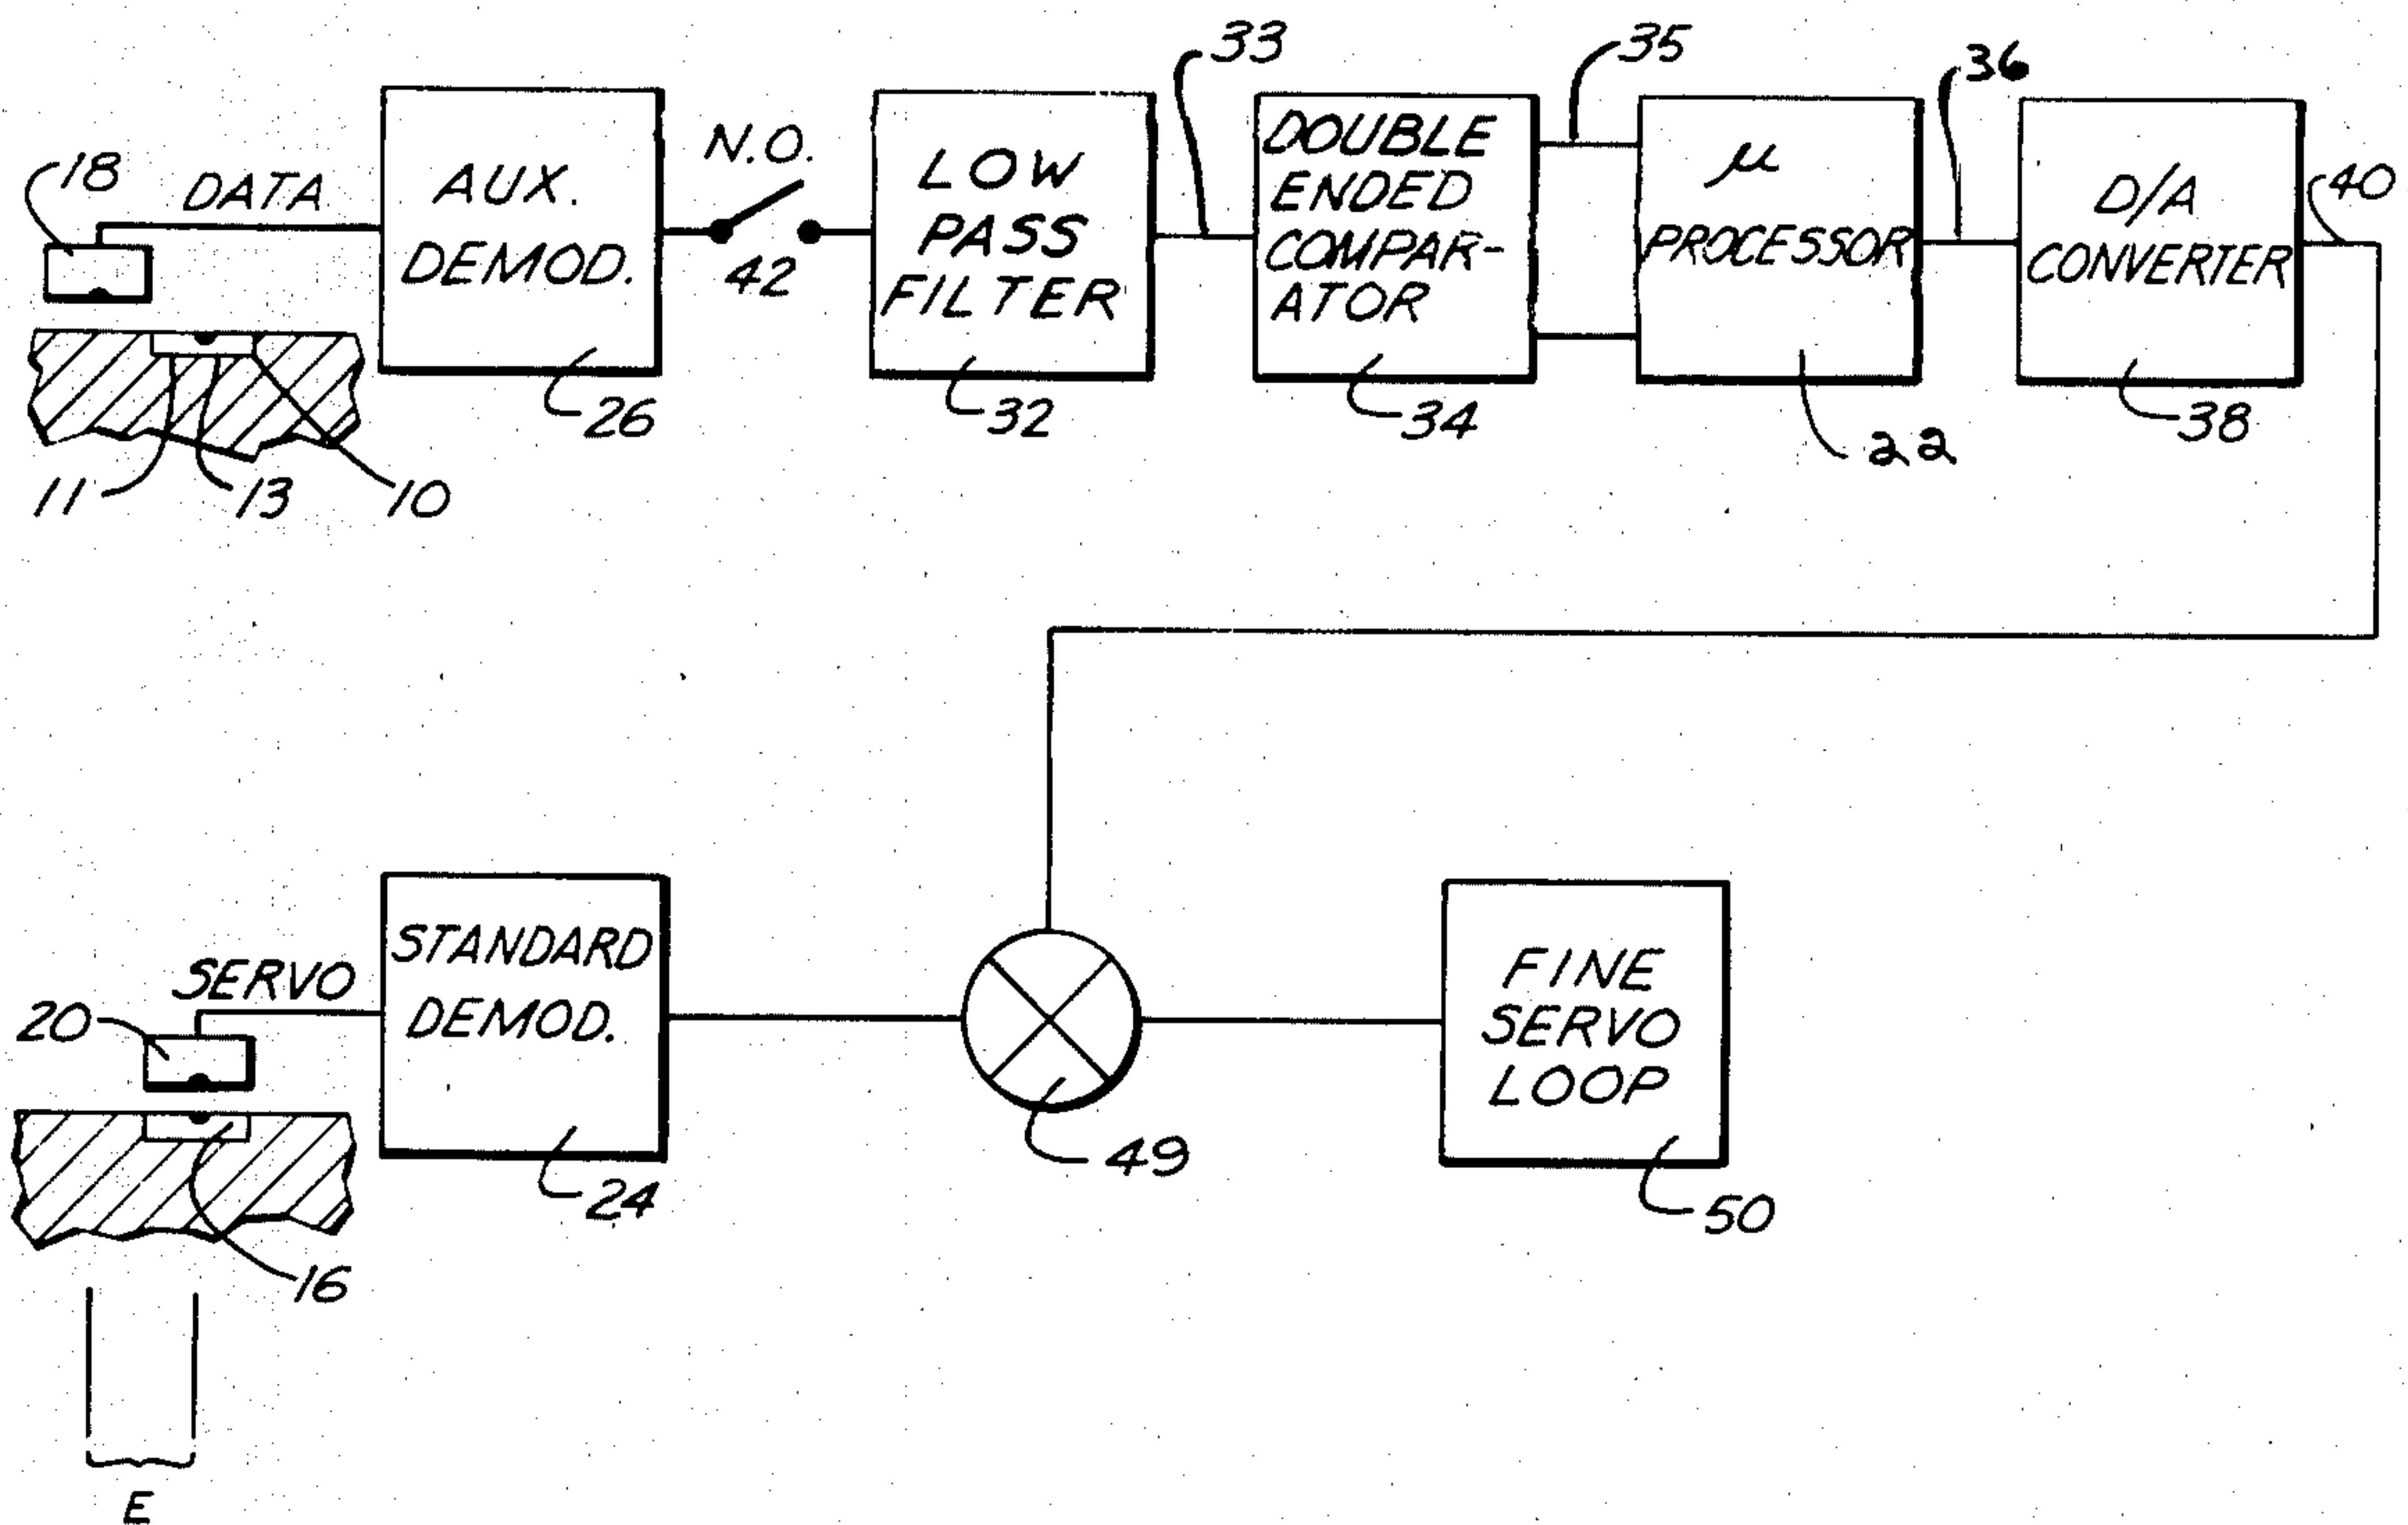 33
35
36
18
DATA
AUX.
DEMOD.
N.O.
42
LOW
PASS
FILTER
DOUBLE
ENDED
COMPAR-
ATOR
μ
PROCESSOR
D/A
CONVERTER
40
26
32
34
22
38
11
13
10
20
SERVO
STANDARD
DEMOD.
FINE
SERVO
LOOP
24
49
50
16
E